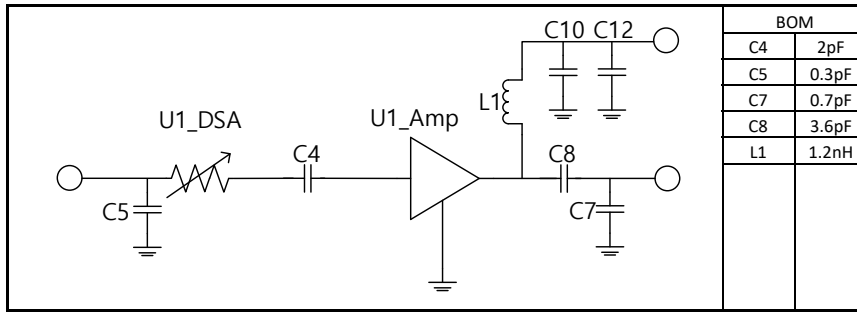 C10 C12
L1
U1_DSA
U1_Amp
C4
C8
C5
C7
BOM
C4 2pF
C5 0.3pF
C7 0.7pF
C8 3.6pF
L1 1.2nH